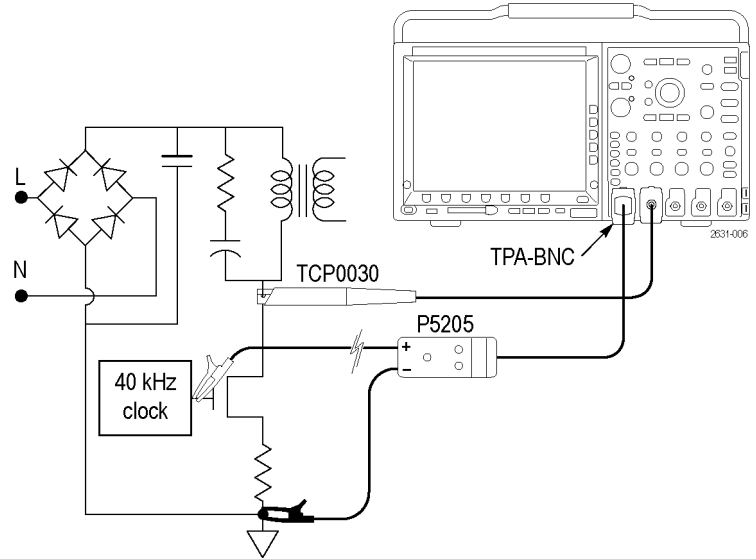 L
N
TCP0030
TPA-BNC
2631-006
P5205
+
–
40 kHz
clock